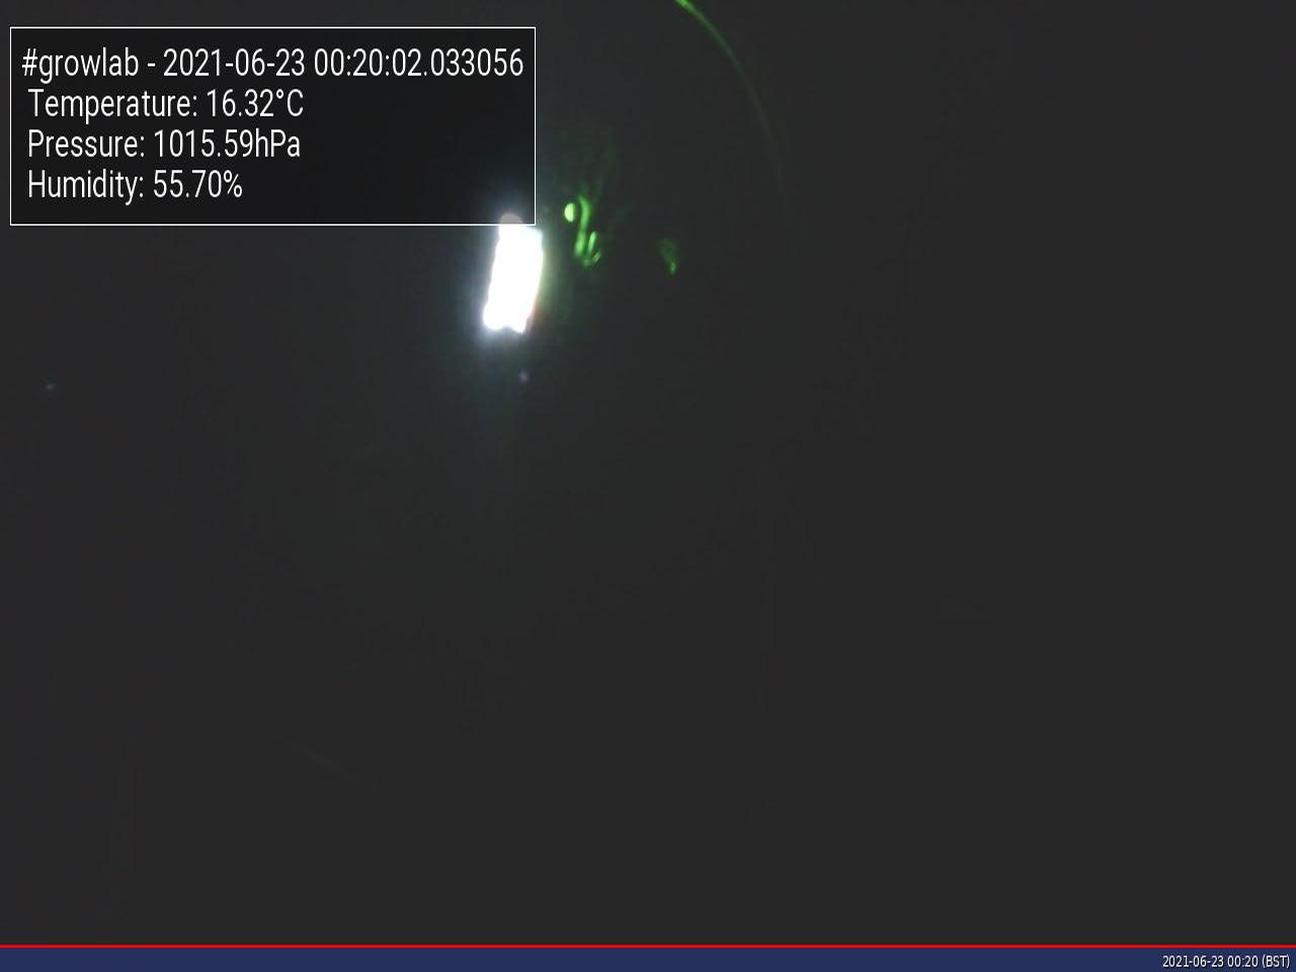 #growlab - 2021-06-23 00:20:02.033056
Temperature: 16.32°C
Pressure: 1015.59hPa
Humidity: 55.70%
2021-06-23 00:20 (BST)